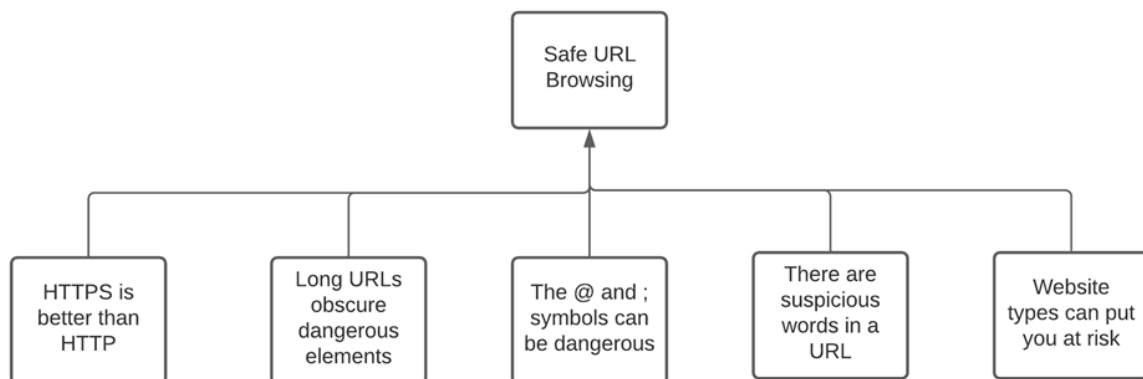 Safe URL
Browsing
HTTPS is
better than
HTTP
Long URLs
obscure
dangerous
elements
The @ and ;
symbols can
be dangerous
There are
suspicious
words in a
URL
Website
types can put
you at risk